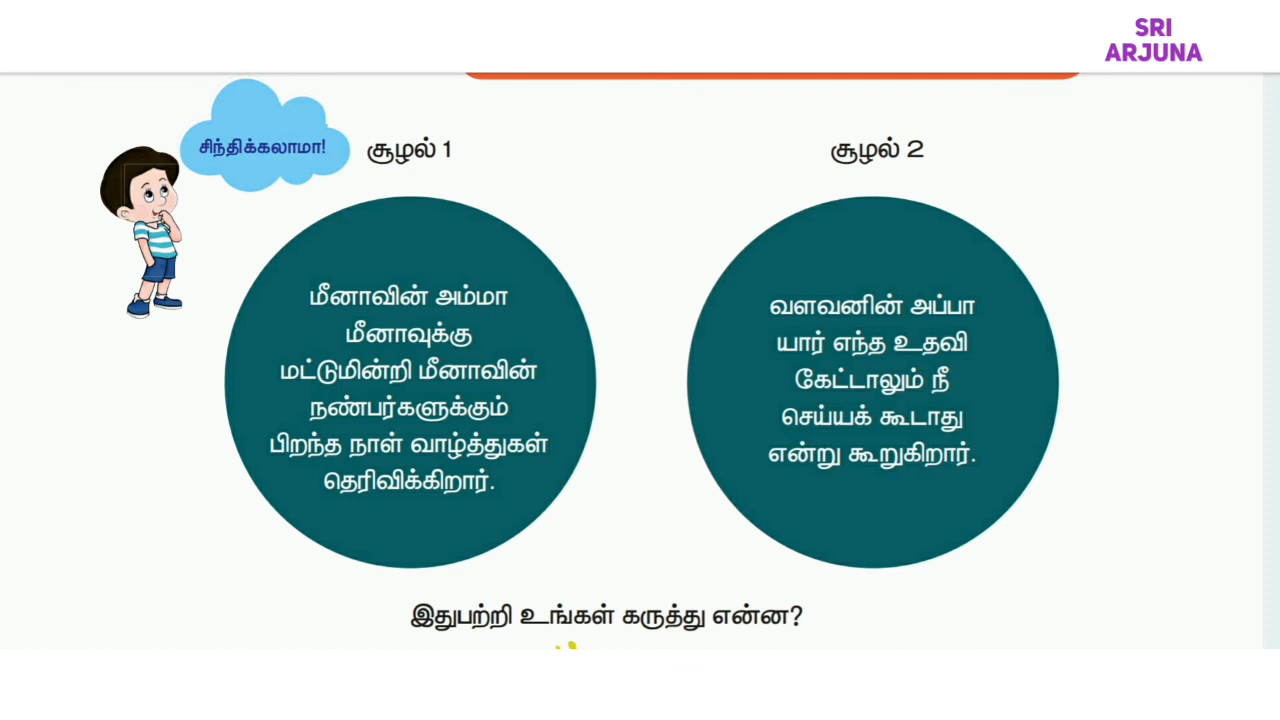 SRI
ARJUNA
சிந்திக்கலாமா!
சூழல் 1
மீனாவின் அம்மா
மீனாவுக்கு
மட்டுமின்றி மீனாவின்
நண்பர்களுக்கும்
பிறந்த நாள் வாழ்த்துகள்
தெரிவிக்கிறார்.
சூழல் 2
வளவனின் அப்பா
யார் எந்த உதவி
கேட்டாலும் நீ
செய்யக் கூடாது
என்று கூறுகிறார்.
இதுபற்றி உங்கள் கருத்து என்ன?